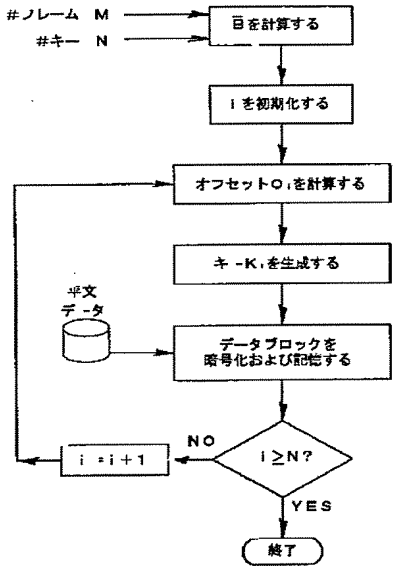 #フレーム M
#キー N
B̅を計算する
iを初期化する
オフセットOiを計算する
キ-Kiを生成する
平文
デ-タ
データブロックを
暗号化および記憶する
i≥N?
NO
i=i+1
YES
終了